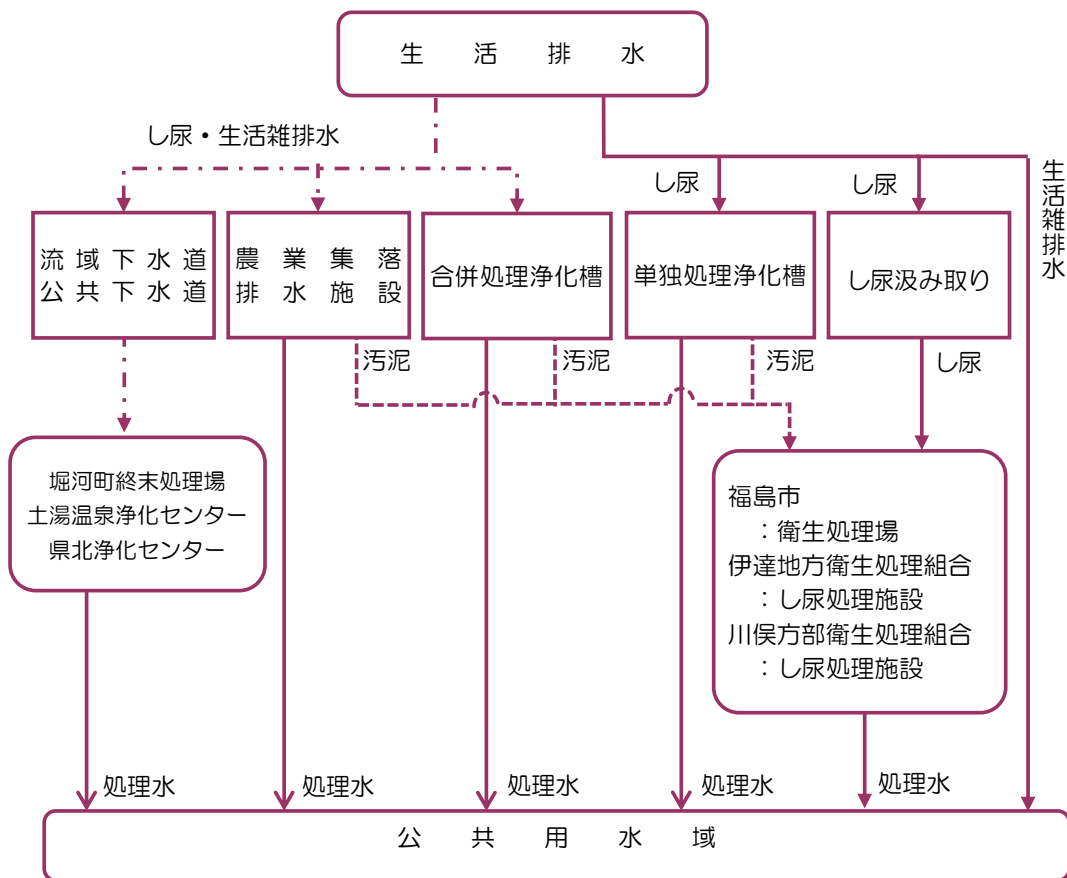 生活排水
し尿・生活雑排水
し尿
し尿
生活雑排水
流域下水道
公共下水道
農業集落
排水施設
合併処理浄化槽
単独処理浄化槽
し尿汲み取り
汚泥
汚泥
汚泥
し尿
堀河町終末処理場
土湯温泉浄化センター
県北浄化センター
福島市
：衛生処理場
伊達地方衛生処理組合
：し尿処理施設
川俣方部衛生処理組合
：し尿処理施設
処理水
処理水
処理水
処理水
処理水
公共用水域